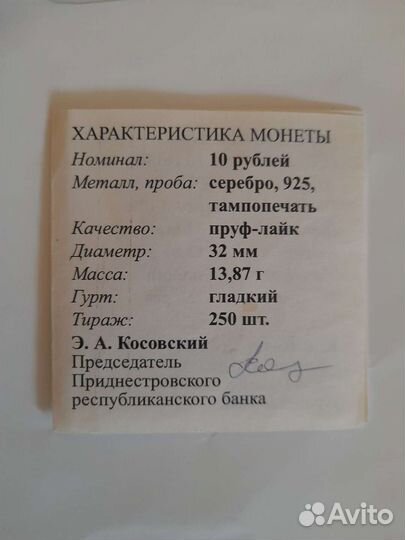 ХАРАКТЕРИСТИКА МОНЕТЫ
Номинал: 10 рублей
Металл, проба: серебро, 925,
тампопечать
Качество: пруф-лайк
Диаметр: 32 мм
Масса: 13,87 г
Гурт: гладкий
Тираж: 250 шт.
Э. А. Косовский
Председатель
Приднестровского
республиканского банка
Avito